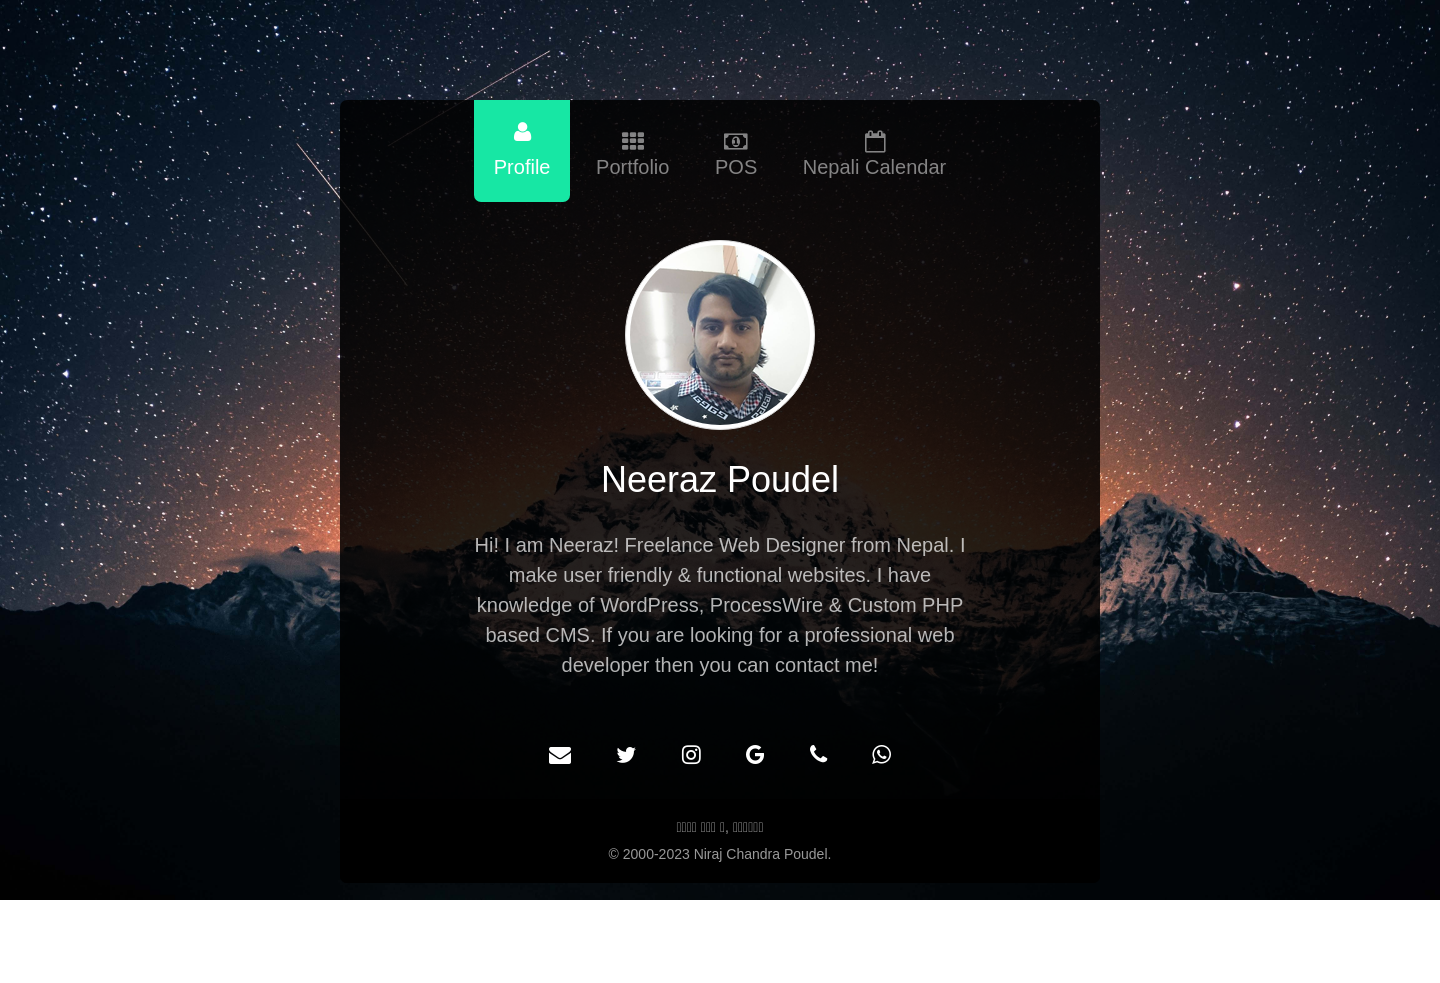 Profile
Portfolio
POS
Nepali Calendar
Neeraz Poudel
Hi! I am Neeraz! Freelance Web Designer from Nepal. I
make user friendly & functional websites. I have
knowledge of WordPress, ProcessWire & Custom PHP
based CMS. If you are looking for a professional web
developer then you can contact me!
© 2000-2023 Niraj Chandra Poudel.